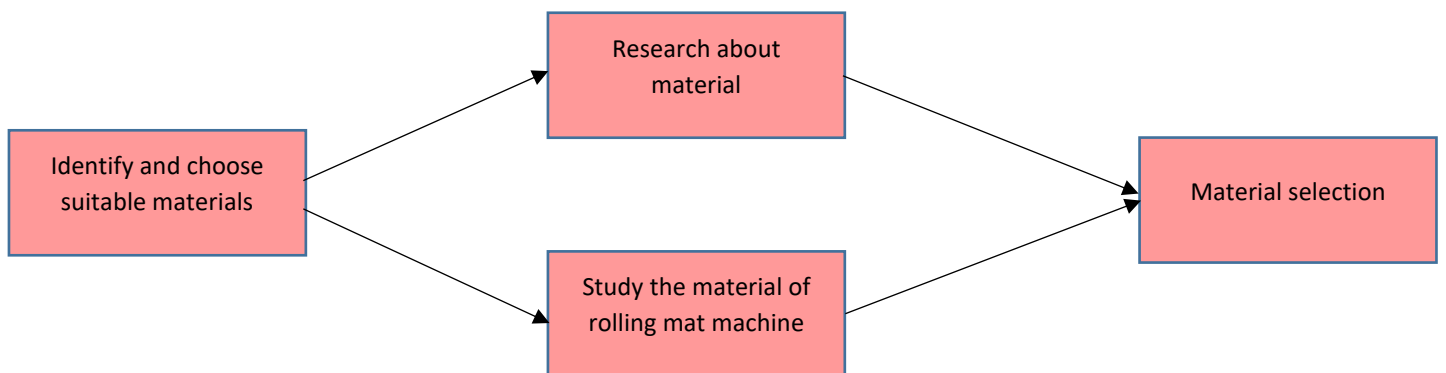 Research about
material
Identify and choose
suitable materials
Material selection
Study the material of
rolling mat machine